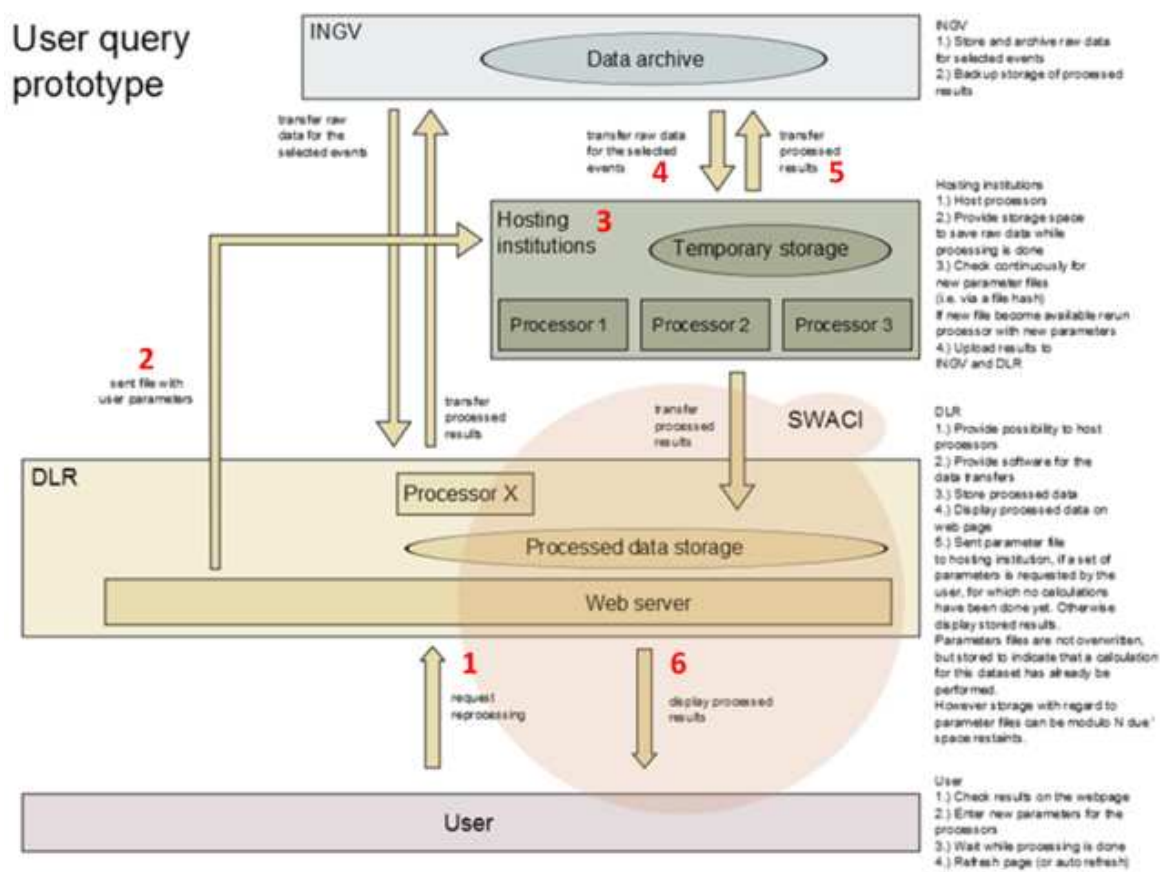 User query
prototype
INGV
Data archive
transfer raw
data for the
selected events
transfer raw data
for the selected
events
4
transfer
processed
results
5
Hosting
institutions
3
Temporary storage
Processor 1
Processor 2
Processor 3
2
sent file with
user parameters
transfer
processed
results
transfer
processed
results
SWACI
DLR
Processor X
Processed data storage
Web server
1
request
reprocessing
6
display processed
results
User
INGV
1.) Store and archive raw data
for selected events
2.) Backup storage of processed
results
Hosting institutions
1.) Host processors
2.) Provide storage space
to save raw data while
processing is done
3.) Check continuously for
new parameter files
(i.e. via a file hash)
If new file become available rerun
processor with new parameters
4.) Upload results to
INGV and DLR
DLR
1.) Provide possibility to host
processors
2.) Provide software for the
data transfers
3.) Store processed data
4.) Display processed data on
web page
5.) Sent parameter file
to hosting institution, if a set of
parameters is requested by the
user, for which no calculations
have been done yet. Otherwise
display stored results.
Parameters files are not overwritten,
but stored to indicate that a calculation
for this dataset has already be
performed.
However storage with regard to
parameter files can be modulo N due'
space restaints.
User
1.) Check results on the webpage
2.) Enter new parameters for the
processors
3.) Wait while processing is done
4.) Refresh page (or auto refresh)